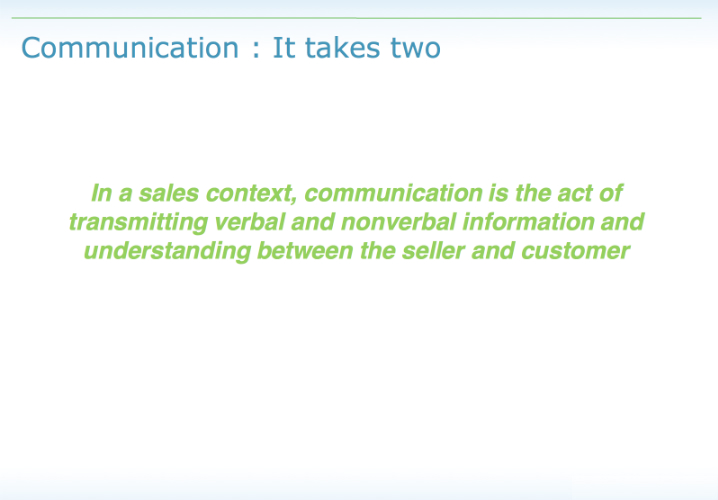 Communication : It takes two
In a sales context, communication is the act of
transmitting verbal and nonverbal information and
understanding between the seller and customer